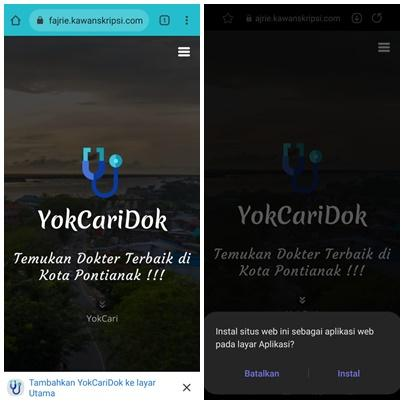 fajrie.kawanskripsi.com
1
YokCariDok
Temukan Dokter Terbaik di
Kota Pontianak !!!
YokCari
Tambahkan YokCariDok ke layar
Utama
ajrie.kawanskripsi.com
YokCariDok
Temukan Dokter Terbaik di
Kota Pontianak !!!
Instal situs web ini sebagai aplikasi web
pada layar Aplikasi?
Batalkan
Instal